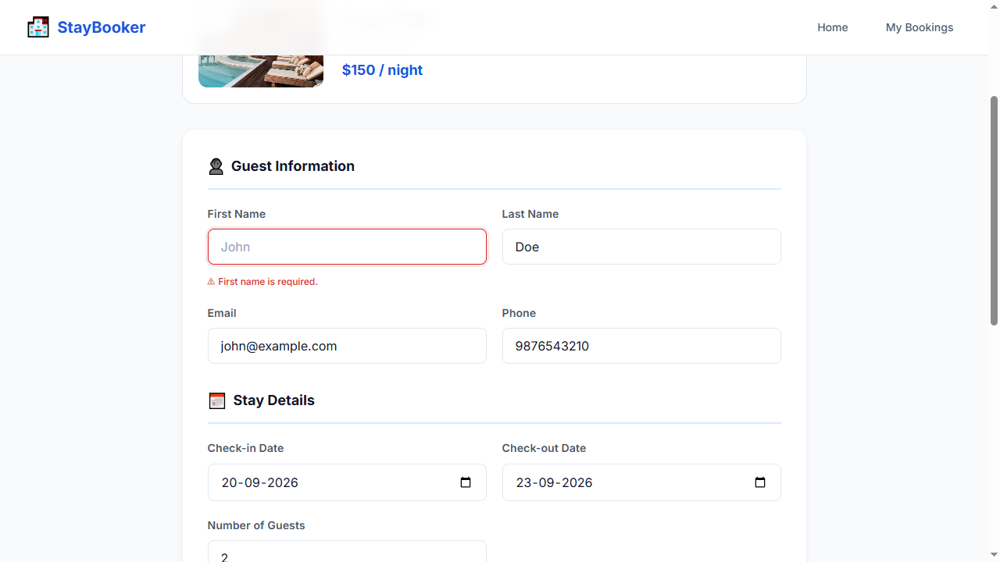 StayBooker
Home
My Bookings
$150 / night
Guest Information
First Name
Last Name
John
Doe
⚠ First name is required.
Email
Phone
john@example.com
9876543210
Stay Details
Check-in Date
Check-out Date
20-09-2026
23-09-2026
Number of Guests
2